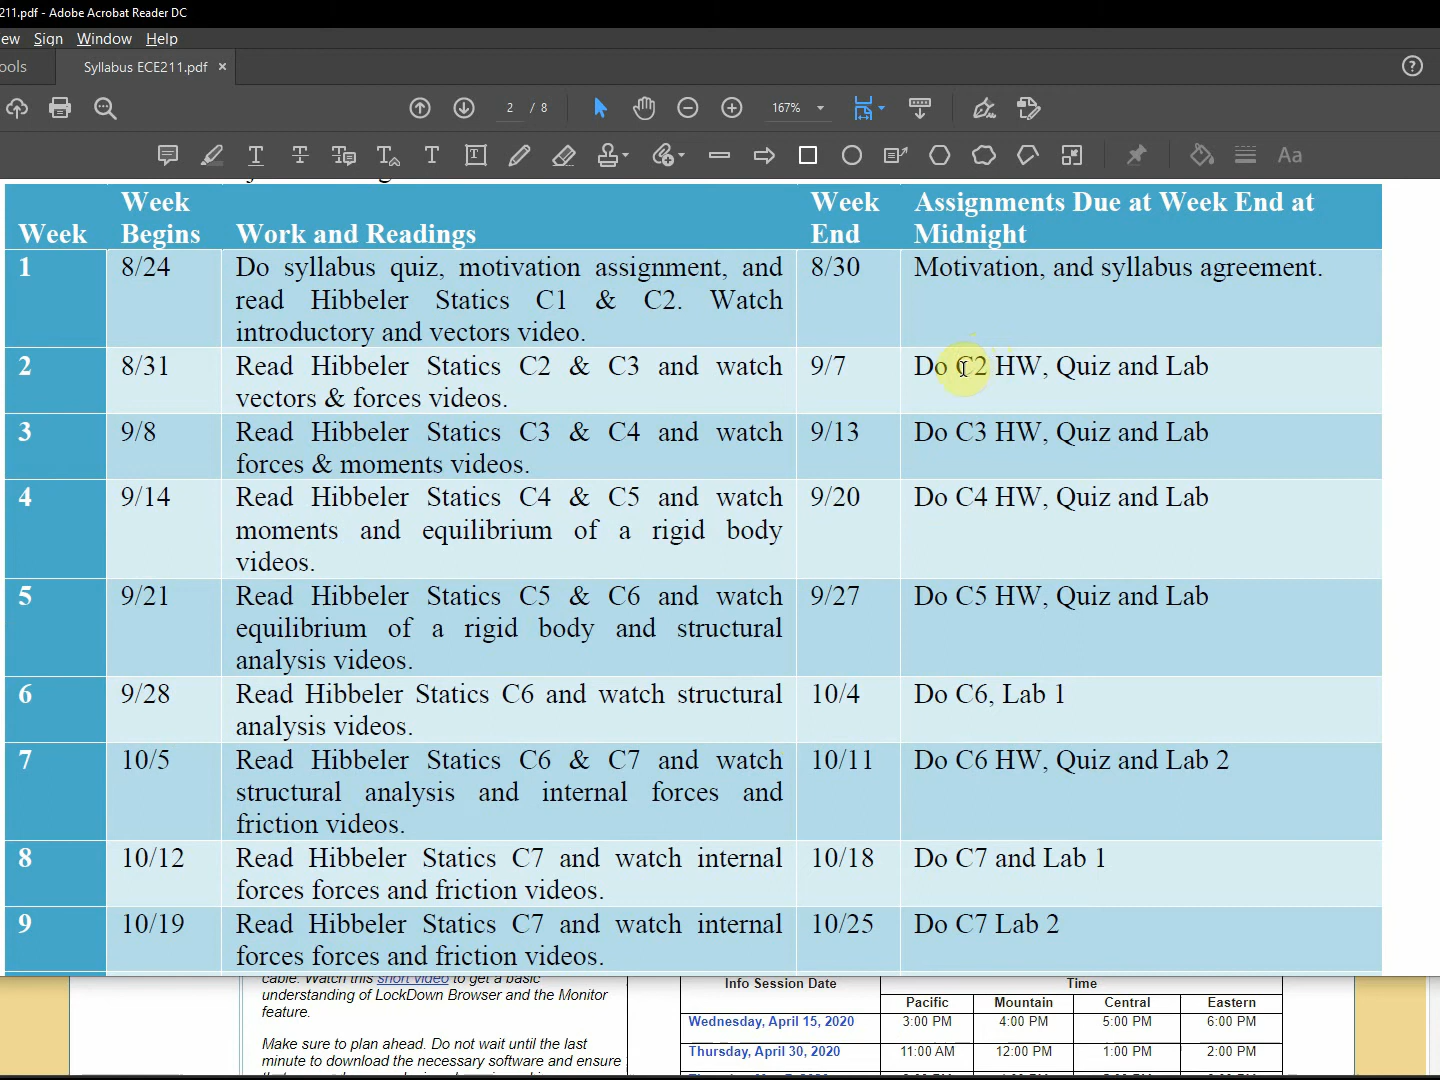 211.pdf - Adobe Acrobat Reader DC
ew Sign Window Help
ools Syllabus ECE211.pdf ×
2 / 8 167%
Aa
Week Week Begins Work and Readings Week End Assignments Due at Week End at Midnight
1 8/24 Do syllabus quiz, motivation assignment, and 8/30 Motivation, and syllabus agreement.
read Hibbeler Statics C1 & C2. Watch
introductory and vectors video.
2 8/31 Read Hibbeler Statics C2 & C3 and watch 9/7 Do C2 HW, Quiz and Lab
vectors & forces videos.
3 9/8 Read Hibbeler Statics C3 & C4 and watch 9/13 Do C3 HW, Quiz and Lab
forces & moments videos.
4 9/14 Read Hibbeler Statics C4 & C5 and watch 9/20 Do C4 HW, Quiz and Lab
moments and equilibrium of a rigid body
videos.
5 9/21 Read Hibbeler Statics C5 & C6 and watch 9/27 Do C5 HW, Quiz and Lab
equilibrium of a rigid body and structural
analysis videos.
6 9/28 Read Hibbeler Statics C6 and watch structural 10/4 Do C6, Lab 1
analysis videos.
7 10/5 Read Hibbeler Statics C6 & C7 and watch 10/11 Do C6 HW, Quiz and Lab 2
structural analysis and internal forces and
friction videos.
8 10/12 Read Hibbeler Statics C7 and watch internal 10/18 Do C7 and Lab 1
forces forces and friction videos.
9 10/19 Read Hibbeler Statics C7 and watch internal 10/25 Do C7 Lab 2
forces forces and friction videos.
cable. Watch this short video to get a basic
understanding of LockDown Browser and the Monitor
feature.
Make sure to plan ahead. Do not wait until the last
minute to download the necessary software and ensure
Info Session Date Time
Pacific Mountain Central Eastern
Wednesday, April 15, 2020 3:00 PM 4:00 PM 5:00 PM 6:00 PM
Thursday, April 30, 2020 11:00 AM 12:00 PM 1:00 PM 2:00 PM